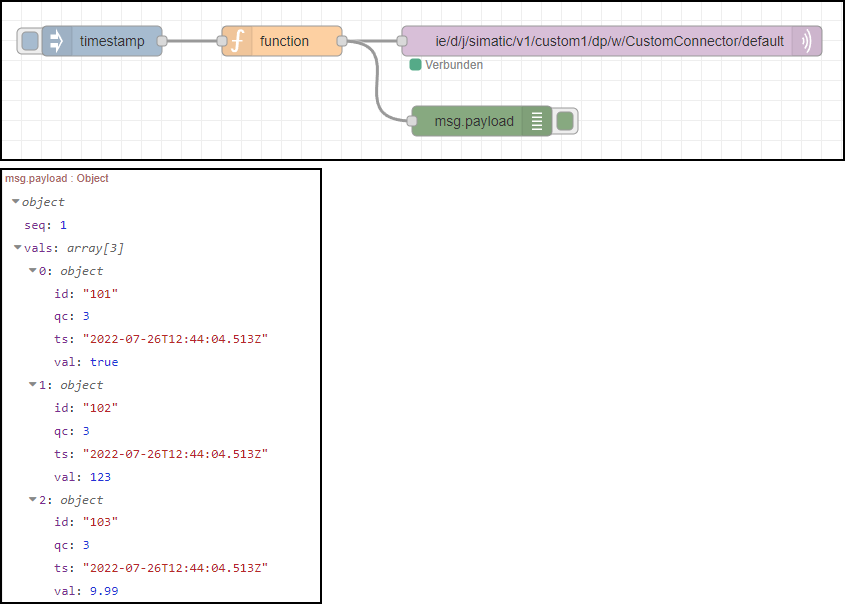 timestamp
function
ie/d/j/simatic/v1/custom1/dp/w/CustomConnector/default
Verbunden
msg.payload
msg.payload : Object
object
seq: 1
vals: array[3]
0: object
id: "101"
qc: 3
ts: "2022-07-26T12:44:04.513Z"
val: true
1: object
id: "102"
qc: 3
ts: "2022-07-26T12:44:04.513Z"
val: 123
2: object
id: "103"
qc: 3
ts: "2022-07-26T12:44:04.513Z"
val: 9.99